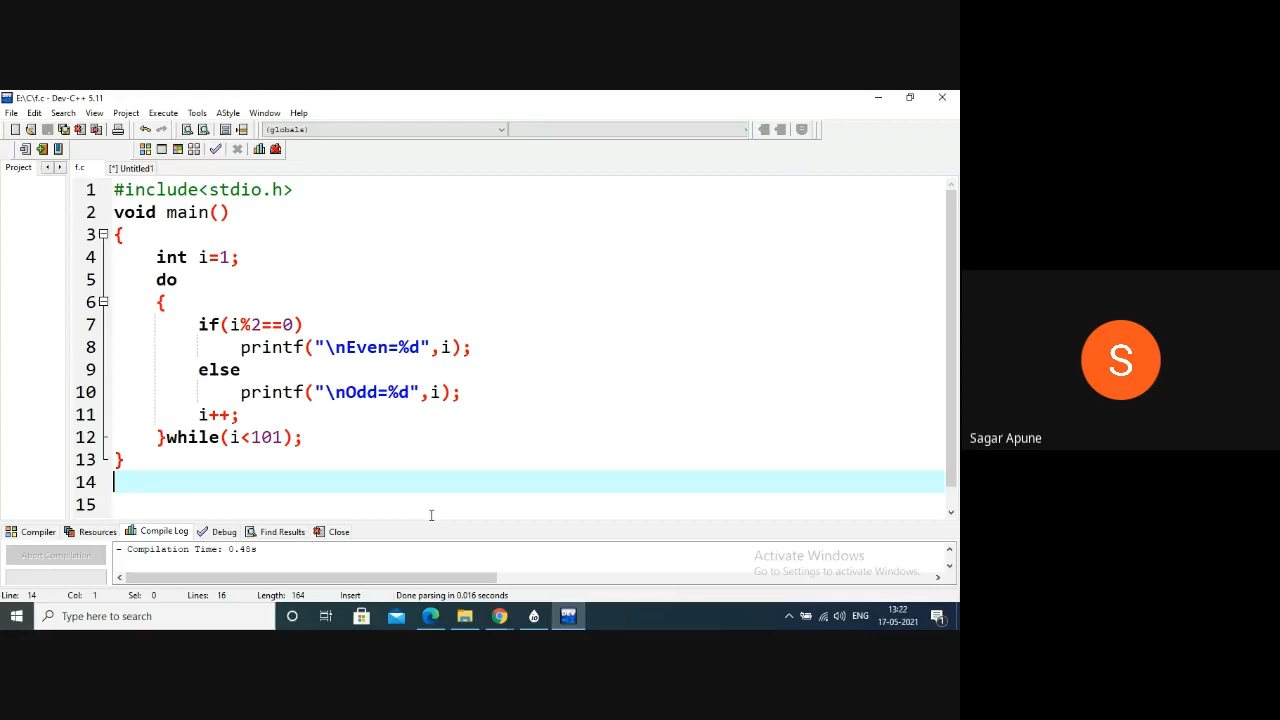 E:\C\f.c - Dev-C++ 5.11
File Edit Search View Project Execute Tools AStyle Window Help
(globals)
Project f.c [*] Untitled1
1 #include<stdio.h>
2 void main()
3 {
4 int i=1;
5 do
6 {
7 if(i%2==0)
8 printf("\nEven=%d",i);
9 else
10 printf("\nOdd=%d",i);
11 i++;
12 }while(i<101);
13 }
14
15
Sagar Apune
S
Compiler Resources Compile Log Debug Find Results Close
Abort Compilation
- Compilation Time: 0.48s
Activate Windows
Go to Settings to activate Windows.
Line: 14 Col: 1 Sel: 0 Lines: 16 Length: 164 Insert Done parsing in 0.016 seconds
Type here to search
ENG
13:22
17-05-2021
1